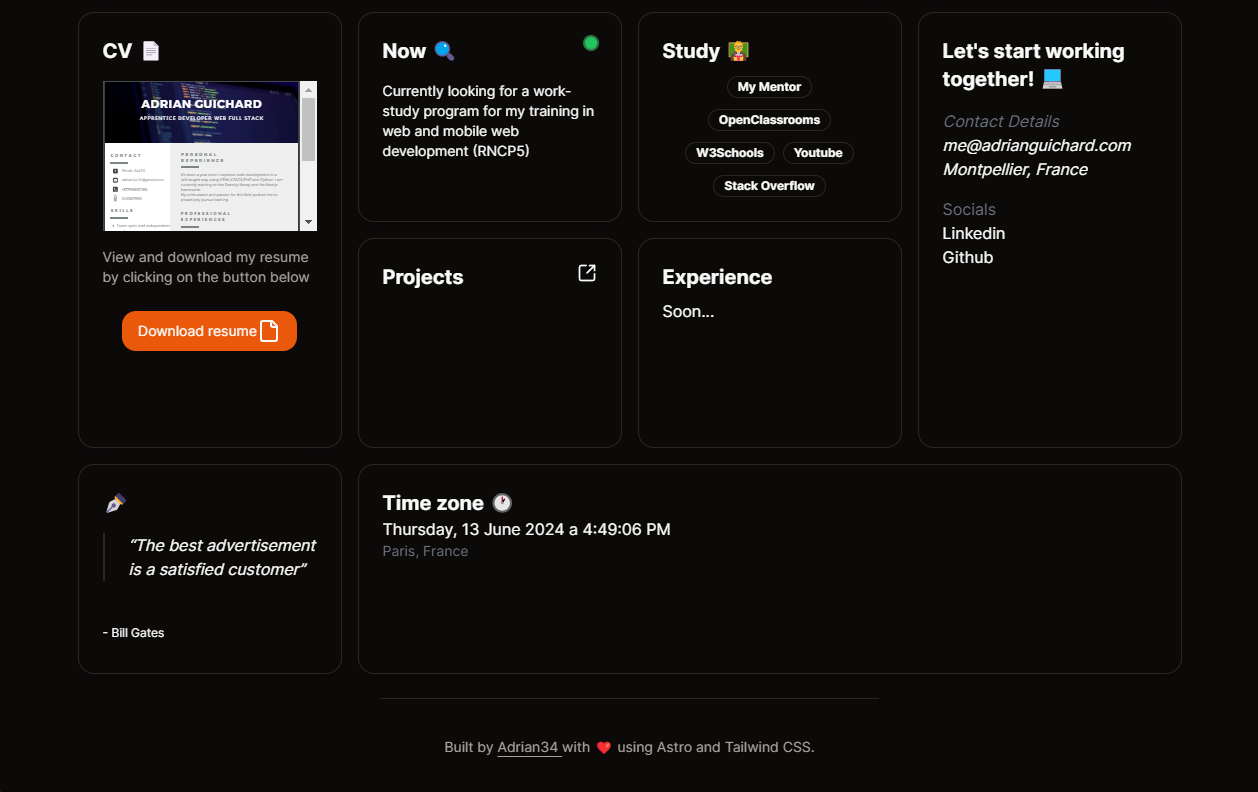 CV
ADRIAN GUICHARD
APPRENTICE DEVELOPER WEB FULL STACK
CONTACT
SKILLS
PERSONAL
EXPERIENCE
PROFESSIONAL
EXPERIENCES
View and download my resume
by clicking on the button below
Download resume
Now
Currently looking for a work-
study program for my training in
web and mobile web
development (RNCP5)
Study
My Mentor
OpenClassrooms
W3Schools Youtube
Stack Overflow
Let's start working
together!
Contact Details
me@adrianguichard.com
Montpellier, France
Socials
Linkedin
Github
Projects
Experience
Soon...
“The best advertisement
is a satisfied customer”
- Bill Gates
Time zone
Thursday, 13 June 2024 a 4:49:06 PM
Paris, France
Built by Adrian34 with ❤️ using Astro and Tailwind CSS.